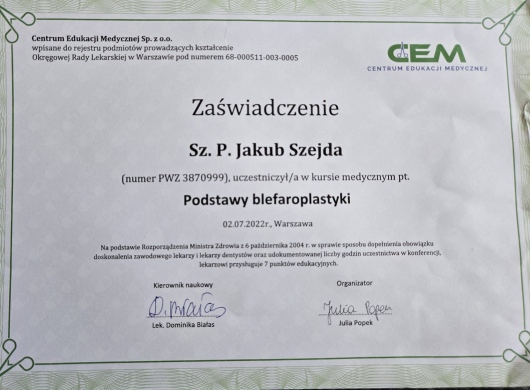 Centrum Edukacji Medycznej Sp. z o.o.
wpisane do rejestru podmiotów prowadzących kształcenie
Okręgowej Rady Lekarskiej w Warszawie pod numerem 68-000511-003-0005
CEM
CENTRUM EDUKACJI MEDYCZNEJ
Zaświadczenie
Sz. P. Jakub Szejda
(numer PWZ 3870999), uczestniczył/a w kursie medycznym pt.
Podstawy blefaroplastyki
02.07.2022r., Warszawa
Na podstawie Rozporządzenia Ministra Zdrowia z 6 października 2004 r. w sprawie sposobu dopełnienia obowiązku
doskonalenia zawodowego lekarzy i lekarzy dentystów oraz udokumentowanej liczby godzin uczestnictwa w konferencji,
lekarzowi przysługuje 7 punktów edukacyjnych.
Kierownik naukowy
Organizator
D. Białas
Julia Popek
Lek. Dominika Białas
Julia Popek